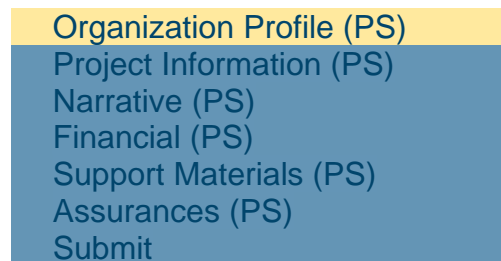 Organization Profile (PS)
Project Information (PS)
Narrative (PS)
Financial (PS)
Support Materials (PS)
Assurances (PS)
Submit